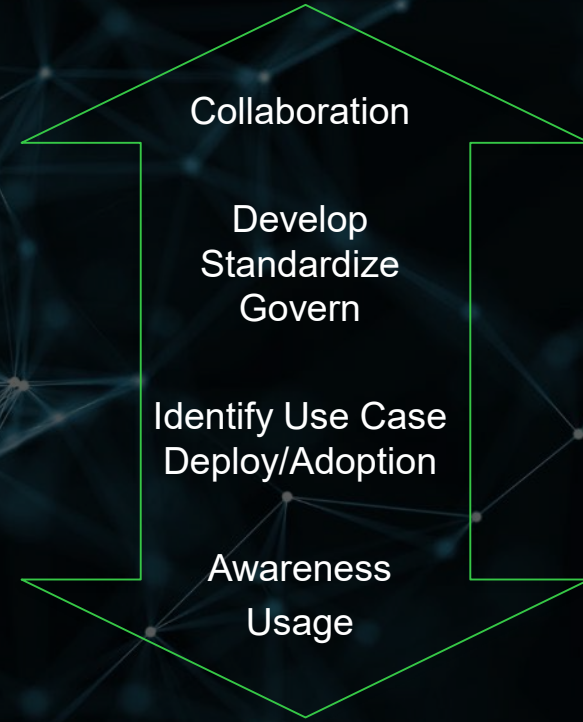 Collaboration
Develop
Standardize
Govern
Identify Use Case
Deploy/Adoption
Awareness
Usage